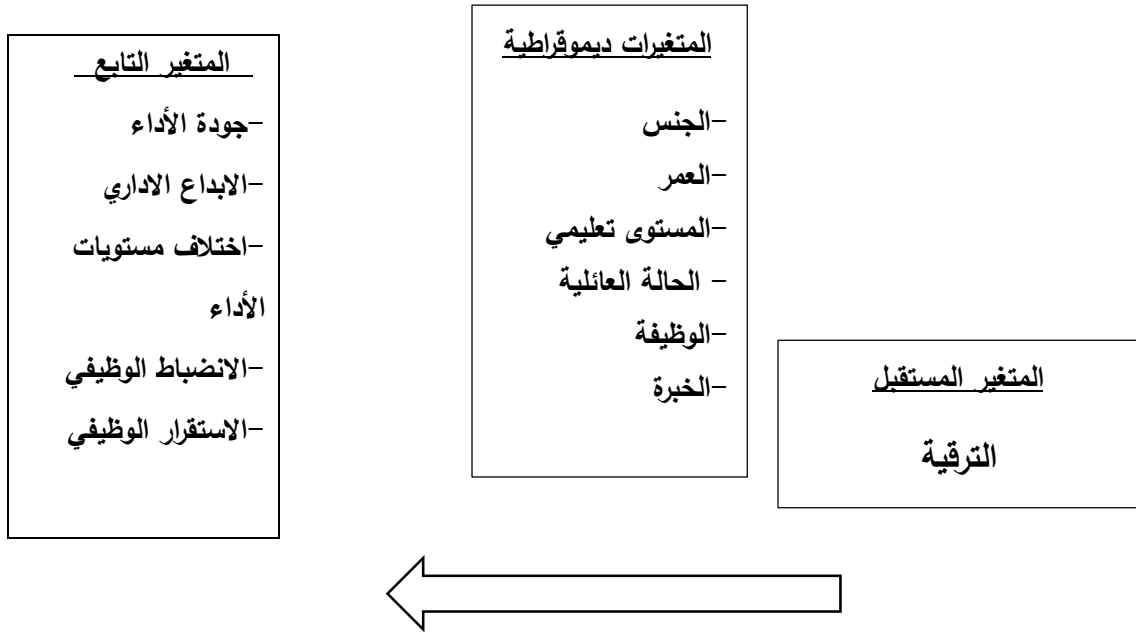 المتغير المستقبل
الترقية
المتغيرات ديموقراطية
-الجنس
-العمر
-المستوى تعليمي
- الحالة العائلية
-الوظيفة
-الخبرة
المتغير التابع
-جودة الأداء
-الابداع الاداري
-اختلاف مستويات
الأداء
-الانضباط الوظيفي
-الاستقرار الوظيفي